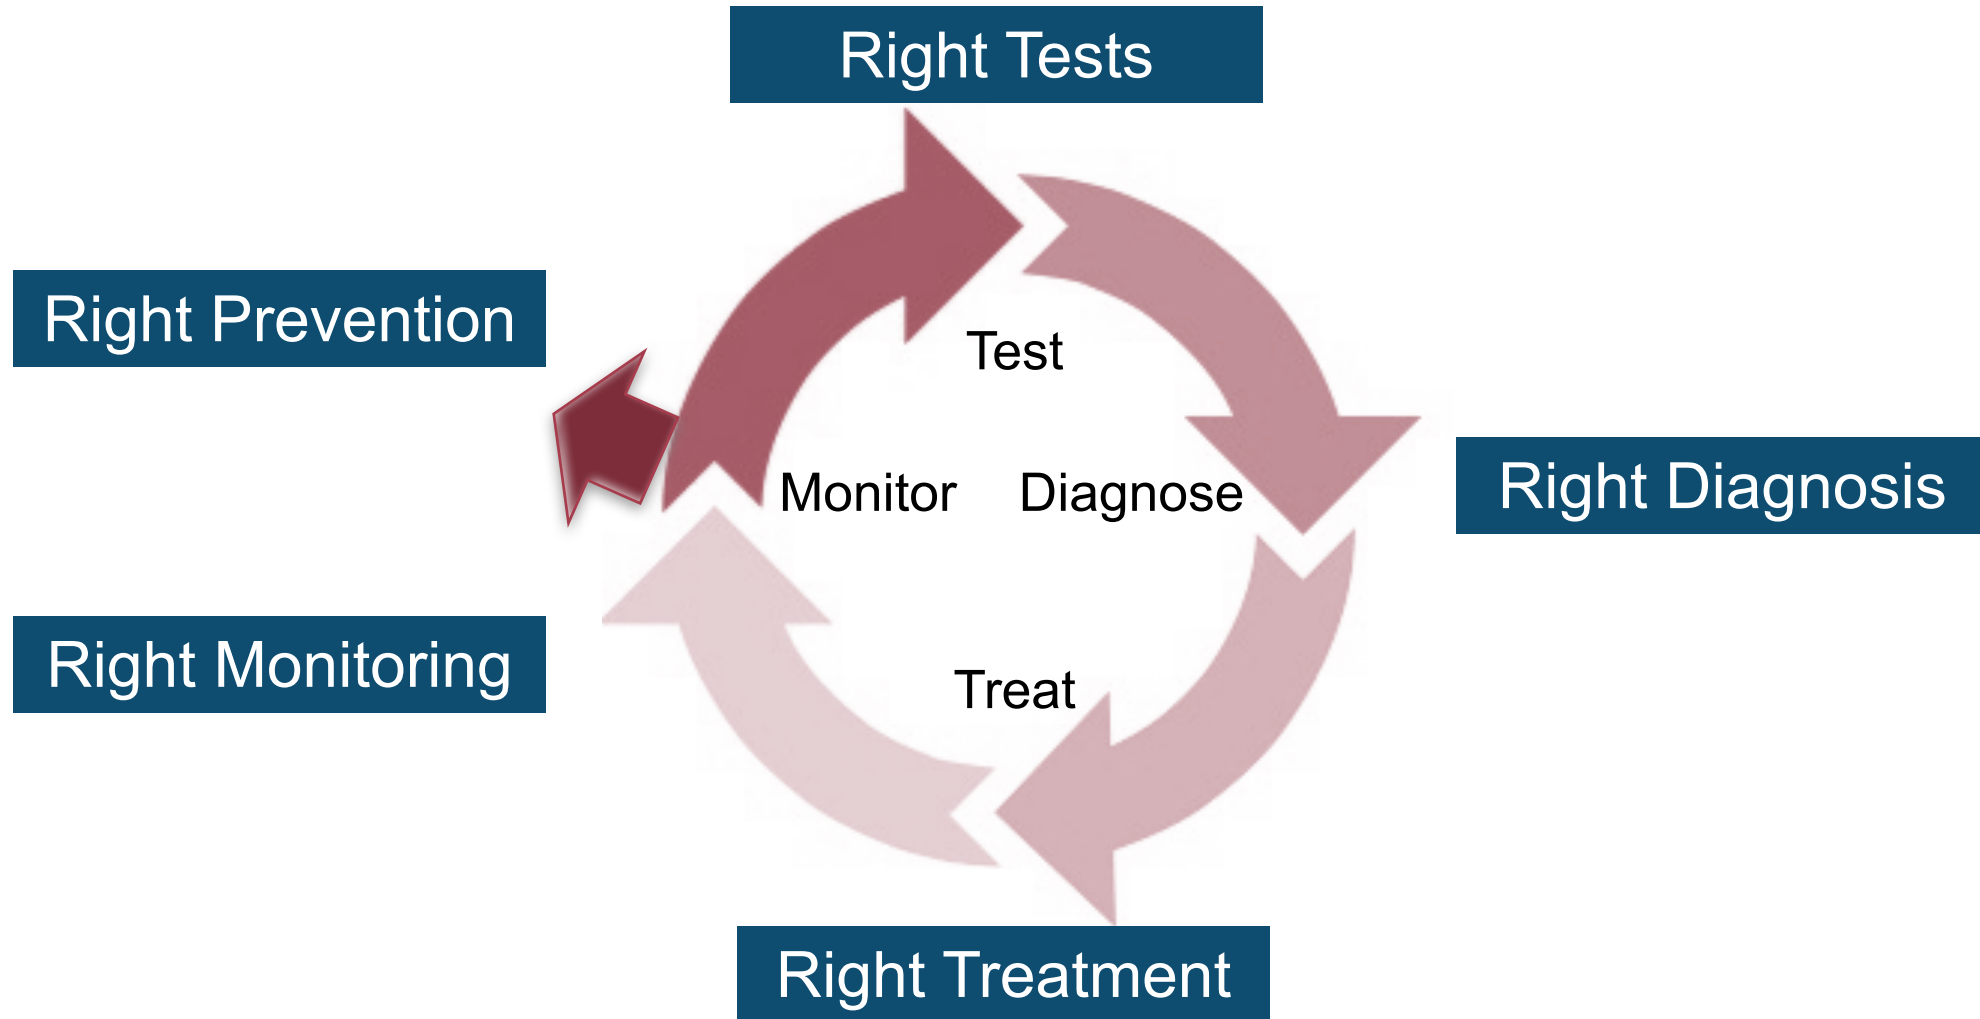 Right Tests
Right Prevention
Test
Monitor
Diagnose
Right Diagnosis
Right Monitoring
Treat
Right Treatment